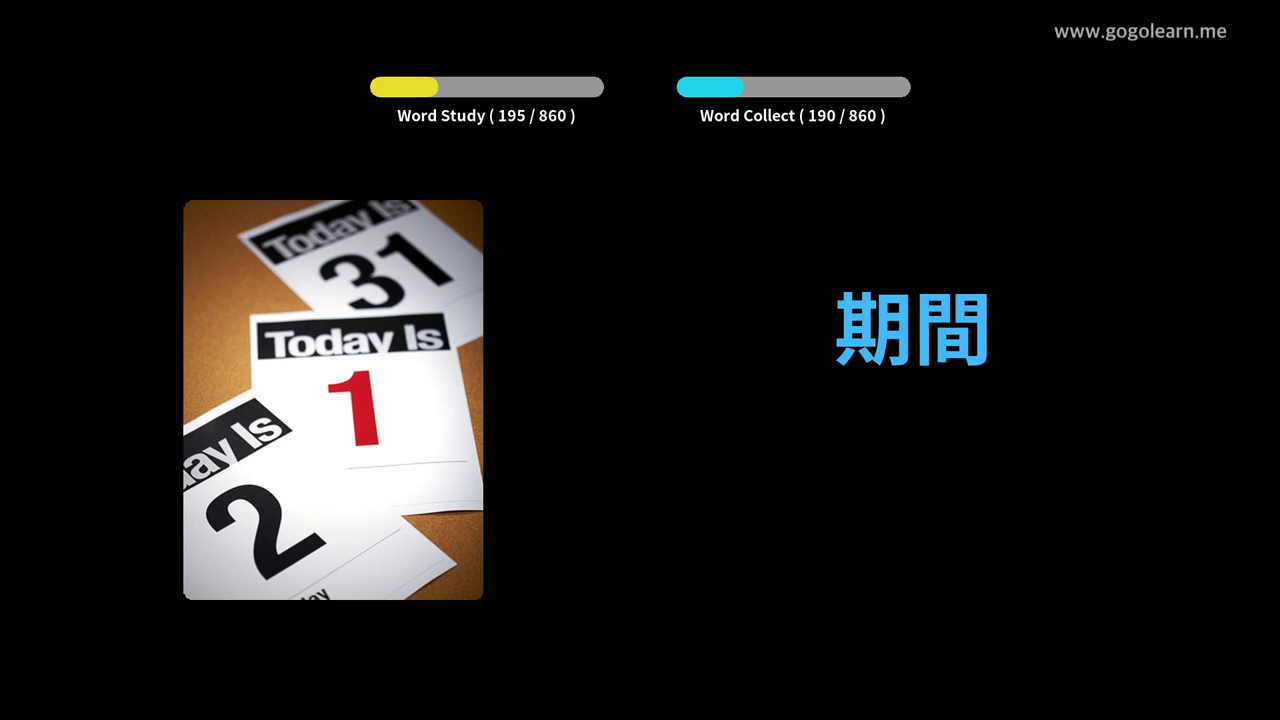 www.gogolearn.me
Word Study ( 195 / 860 )
Word Collect ( 190 / 860 )
Today Is
31
Today Is
1
day Is
2
期間